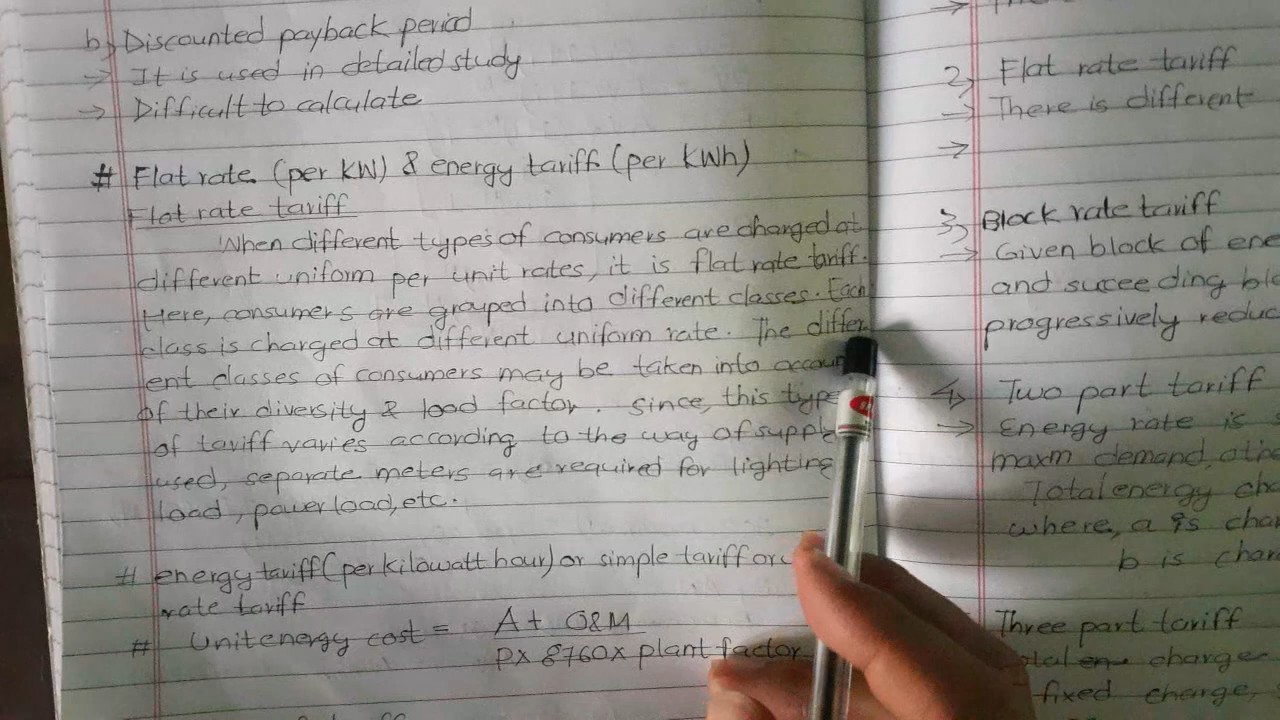 b) Discounted payback period
→ It is used in detailed study
→ Difficult to calculate
# Flat rate (per KW) & energy tariff (per KWh)
Flat rate tariff
When different types of consumers are charged at
different uniform per unit rates, it is flat rate tariff.
Here, consumers are grouped into different classes. Each
class is charged at different uniform rate. The differ
ent classes of consumers may be taken into accoun
of their diversity & load factor. Since, this type
of tariff varies according to the way of supply
used, separate meters are required for lighting
load, power load, etc.
# energy tariff (per kilowatt hour) or simple tariff or
rate tariff
# Unit energy cost = A + O&M
P x 8760 x plant factor
→
2) Flat rate tariff
→ There is different
→
3) Block rate tariff
→ Given block of ene
and succeeding blo
progressively reduc
4) Two part tariff
→ Energy rate is
maxm demand, othe
Total energy cha
where, a is char
b is char
Three part tariff
charge
fixed charge,